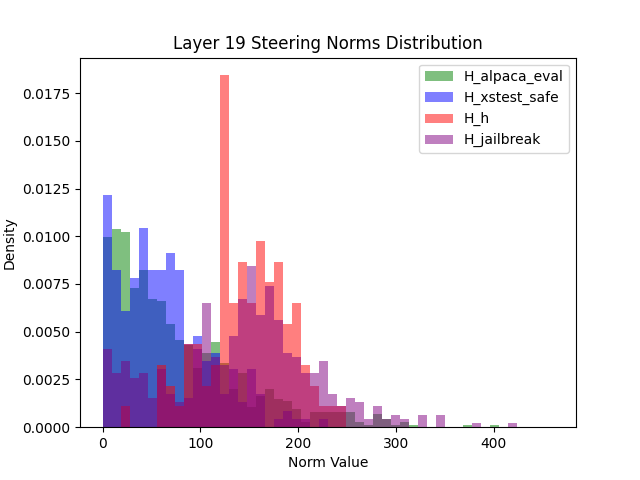 Layer 19 Steering Norms Distribution
H_alpaca_eval
H_xstest_safe
H_h
H_jailbreak
0.0175
0.0150
0.0125
0.0100
0.0075
0.0050
0.0025
0.0000
Density
0 100 200 300 400
Norm Value